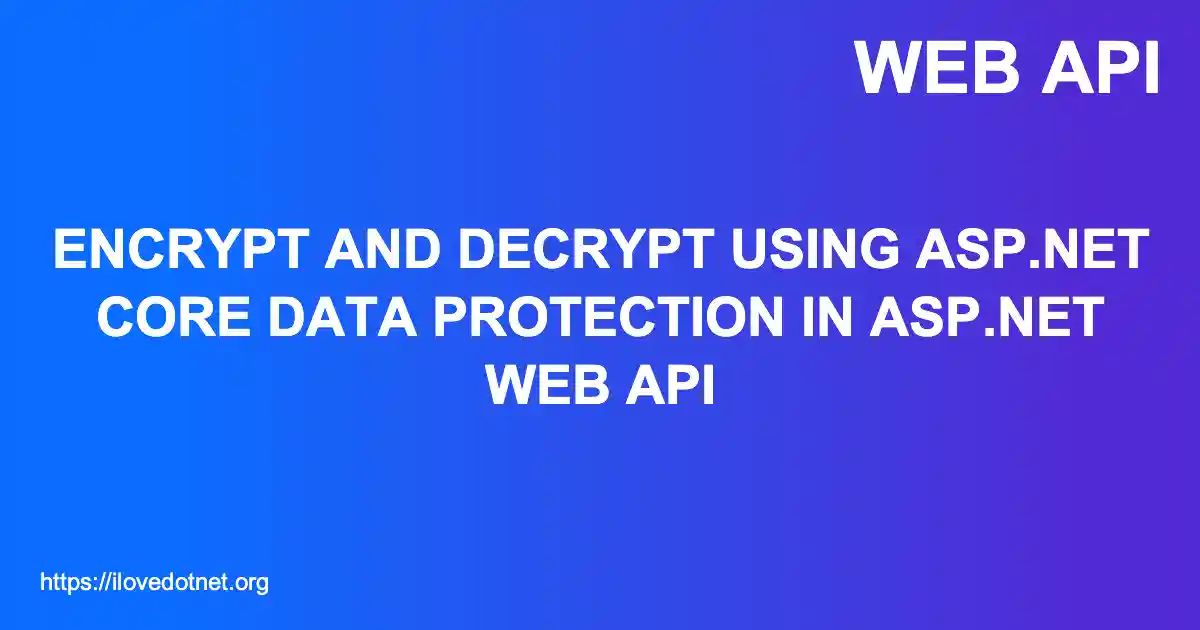 WEB API
ENCRYPT AND DECRYPT USING ASP.NET
CORE DATA PROTECTION IN ASP.NET
WEB API
https://ilovedotnet.org